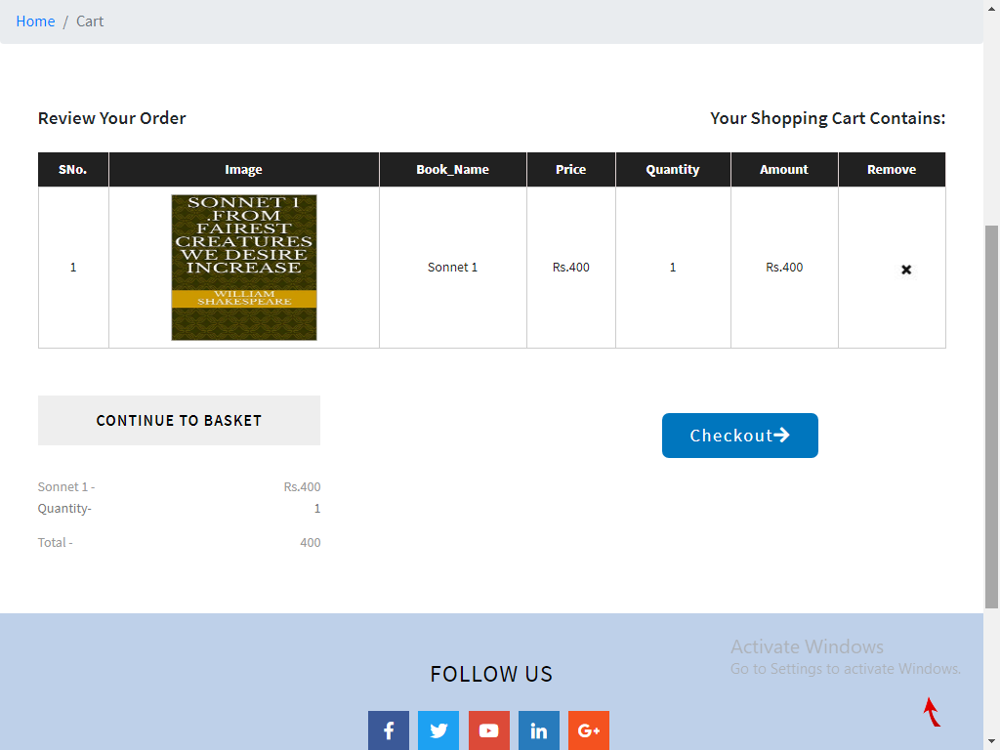 Home / Cart
Review Your Order
Your Shopping Cart Contains:
SNo. Image Book_Name Price Quantity Amount Remove
SONNET 1
.FROM
FAIREST
CREATURES
WE DESIRE
INCREASE
WILLIAM
SHAKESPEARE
1 Sonnet 1 Rs.400 1 Rs.400
CONTINUE TO BASKET
Checkout
Sonnet 1 - Rs.400
Quantity- 1
Total - 400
Activate Windows
Go to Settings to activate Windows.
FOLLOW US
f
in
G+